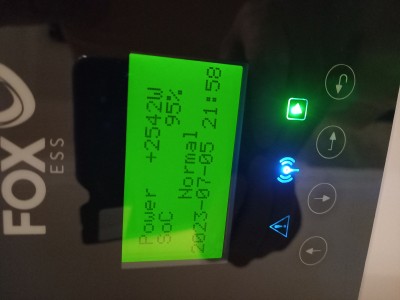 FOX
ESS
Power +2542W
SoC 95%
Normal
2023-07-05 21:58